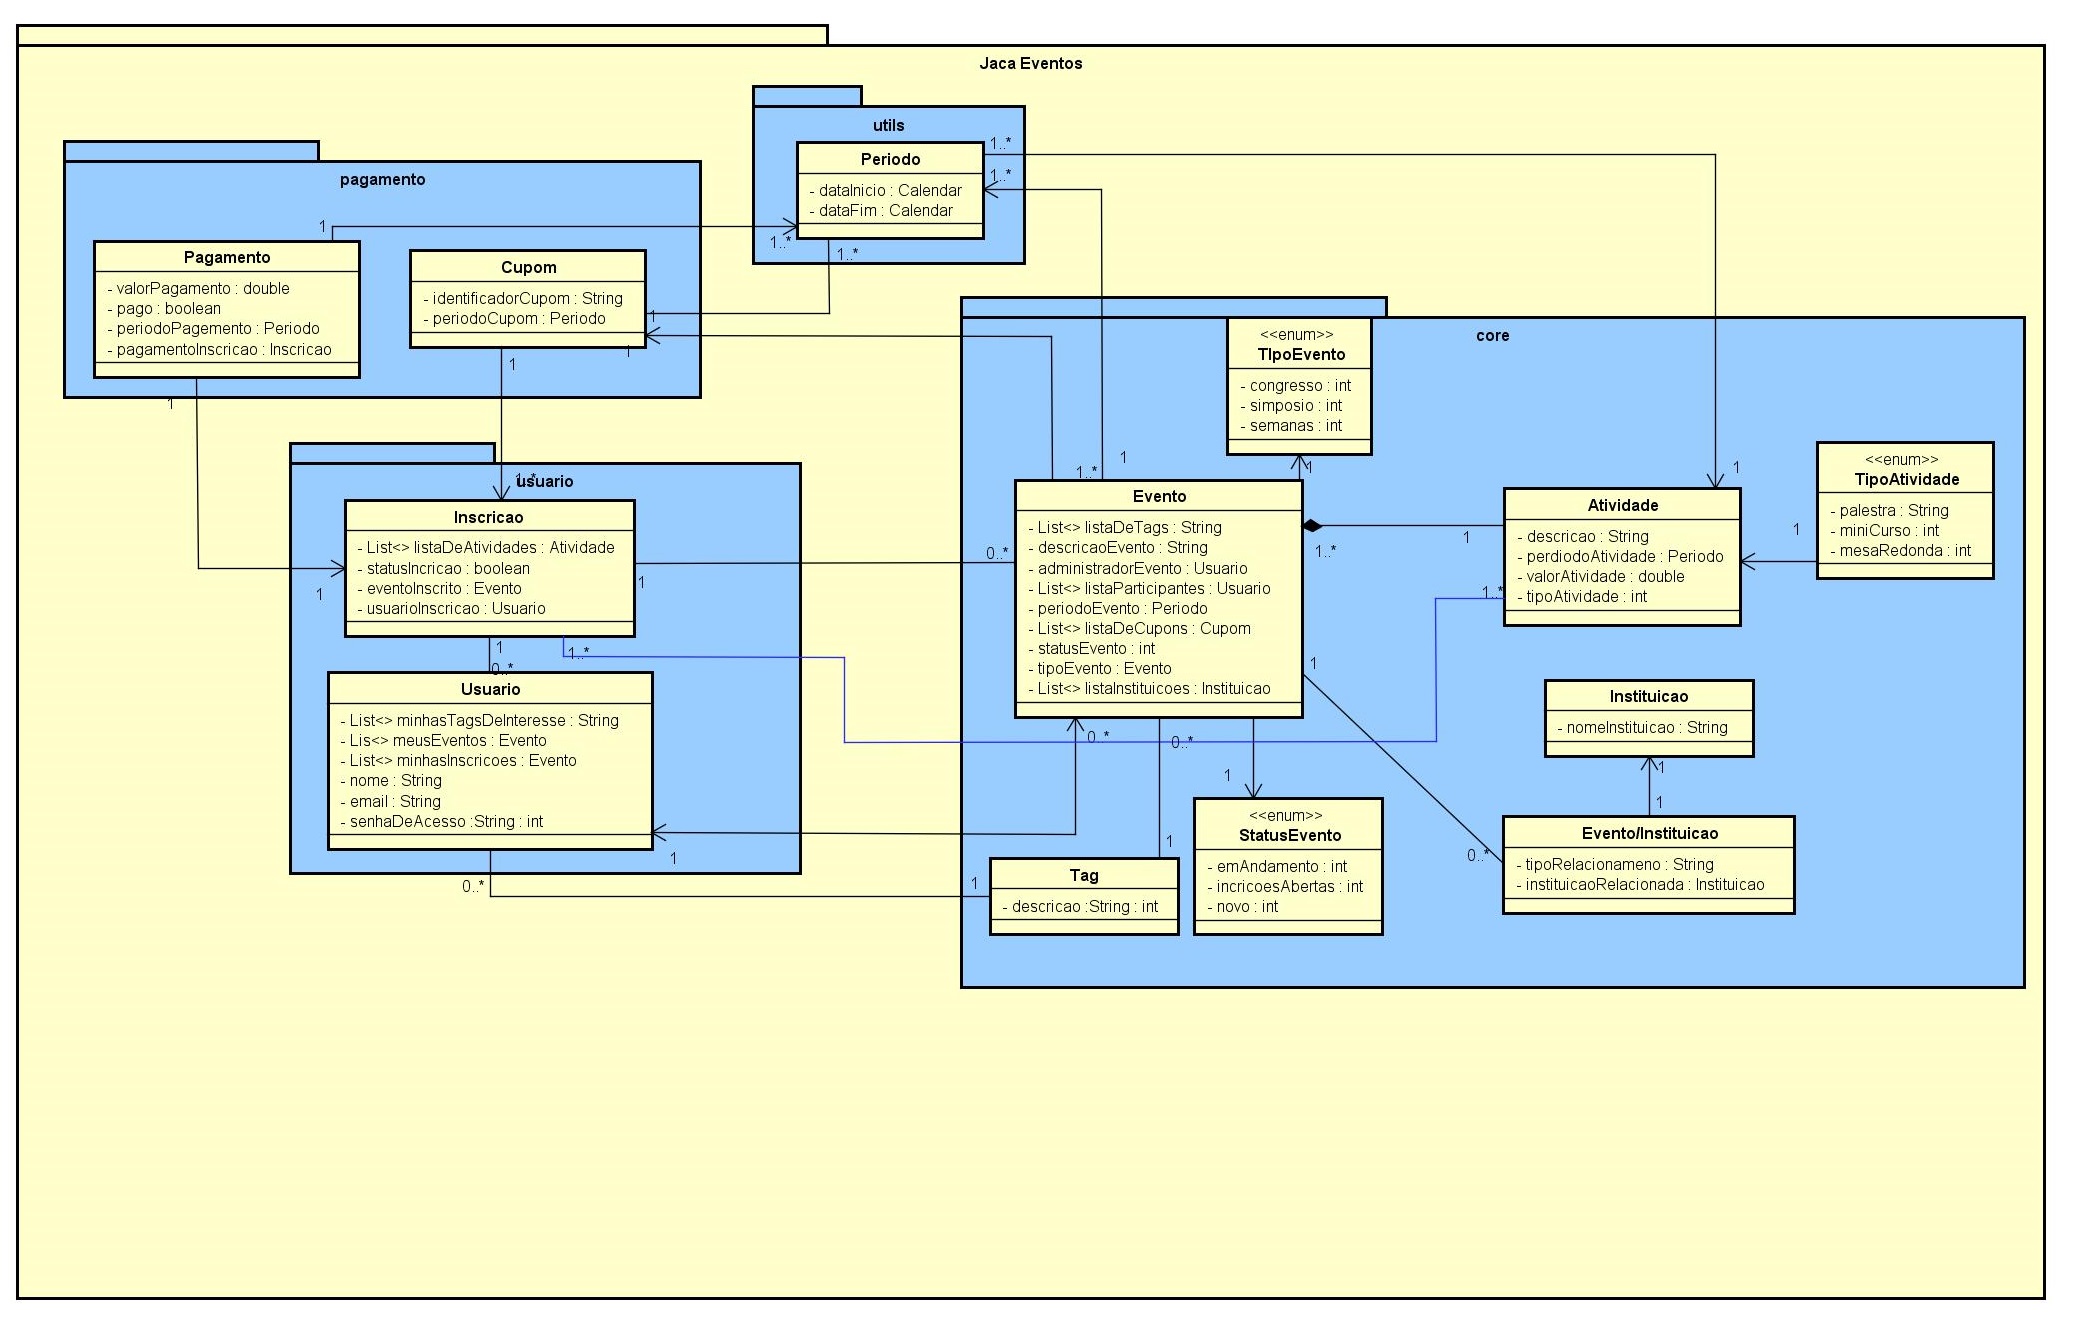 Jaca Eventos
utils
Periodo
- dataInicio : Calendar
- dataFim : Calendar
1..*
1..*
1..*
1..*
pagamento
1
Pagamento
- valorPagamento : double
- pago : boolean
- periodoPagemento : Periodo
- pagamentoInscricao : Inscricao
1
Cupom
- identificadorCupom : String
- periodoCupom : Periodo
1
1
1
usuario
1..*
Inscricao
- List<> listaDeAtividades : Atividade
- statusIncricao : boolean
- eventoInscrito : Evento
- usuarioInscricao : Usuario
1
1
1
0..*
1..*
Usuario
- List<> minhasTagsDeInteresse : String
- Lis<> meusEventos : Evento
- List<> minhasInscricoes : Evento
- nome : String
- email : String
- senhaDeAcesso :String : int
1
0..*
core
<<enum>>
TIpoEvento
- congresso : int
- simposio : int
- semanas : int
1
1
1..*
Evento
- List<> listaDeTags : String
- descricaoEvento : String
- administradorEvento : Usuario
- List<> listaParticipantes : Usuario
- periodoEvento : Periodo
- List<> listaDeCupons : Cupom
- statusEvento : int
- tipoEvento : Evento
- List<> listaInstituicoes : Instituicao
0..*
1..*
1
1
0..*
0..*
1
Atividade
- descricao : String
- perdiodoAtividade : Periodo
- valorAtividade : double
- tipoAtividade : int
1
1..*
<<enum>>
TipoAtividade
- palestra : String
- miniCurso : int
- mesaRedonda : int
1
Instituicao
- nomeInstituicao : String
1
1
Evento/Instituicao
- tipoRelacionameno : String
- instituicaoRelacionada : Instituicao
0..*
<<enum>>
StatusEvento
- emAndamento : int
- incricoesAbertas : int
- novo : int
1
Tag
- descricao :String : int
1